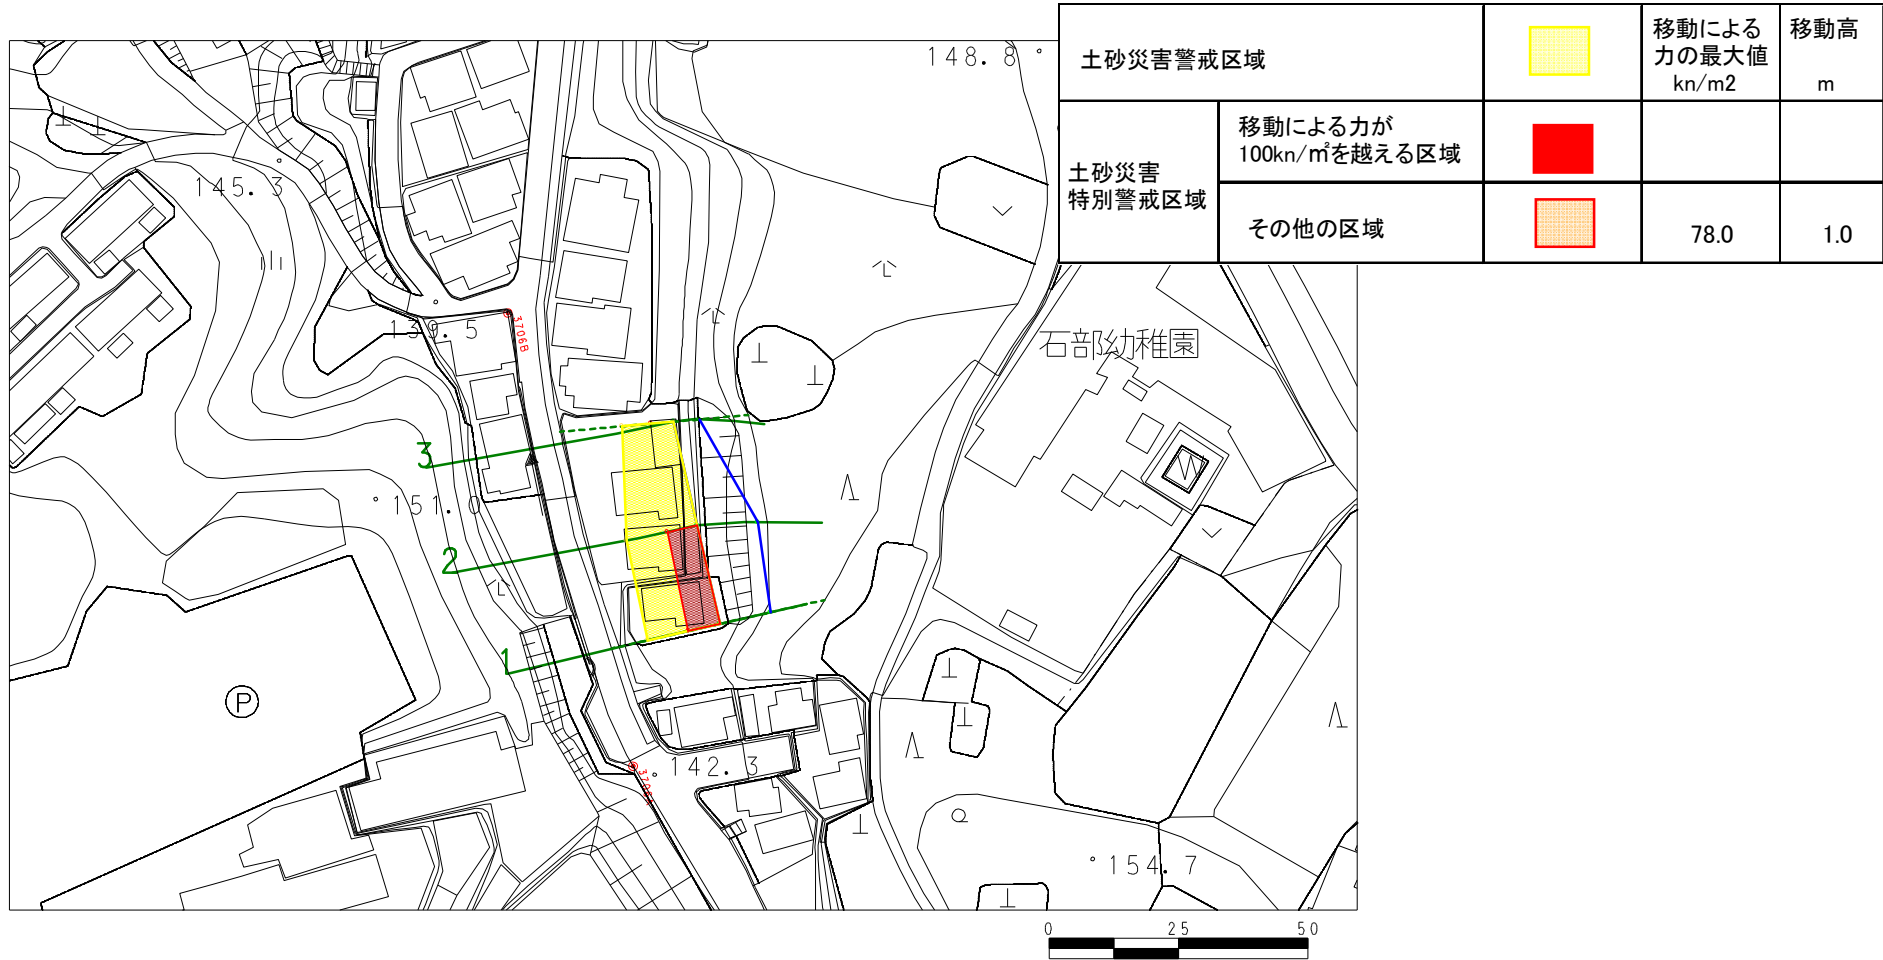 土砂災害警戒区域
移動による
力の最大値
kn/m2
移動高
m
土砂災害
特別警戒区域
移動による力が
100kn/㎡を越える区域
その他の区域
78.0
1.0
148.8
145.3
139.5
3706B
石部幼稚園
3
151.0
2
1
P
142.3
154.7
0
25
50